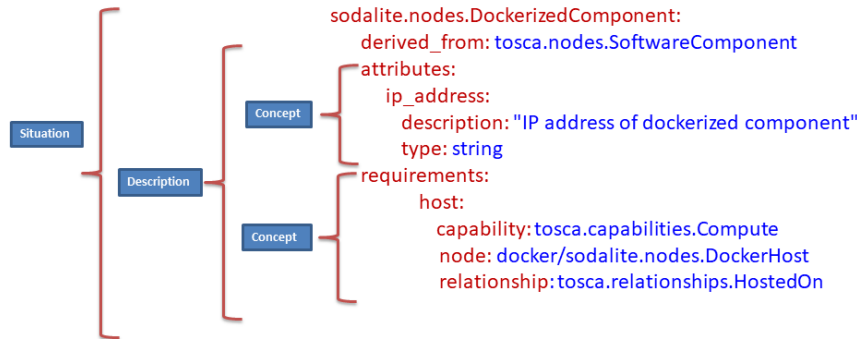 sodalite.nodes.DockerizedComponent:
derived_from: tosca.nodes.SoftwareComponent
attributes:
ip_address:
Concept
description: "IP address of dockerized component"
Situation
type: string
Description
requirements:
host:
Concept
capability: tosca.capabilities.Compute
node: docker/sodalite.nodes.DockerHost
relationship: tosca.relationships.HostedOn